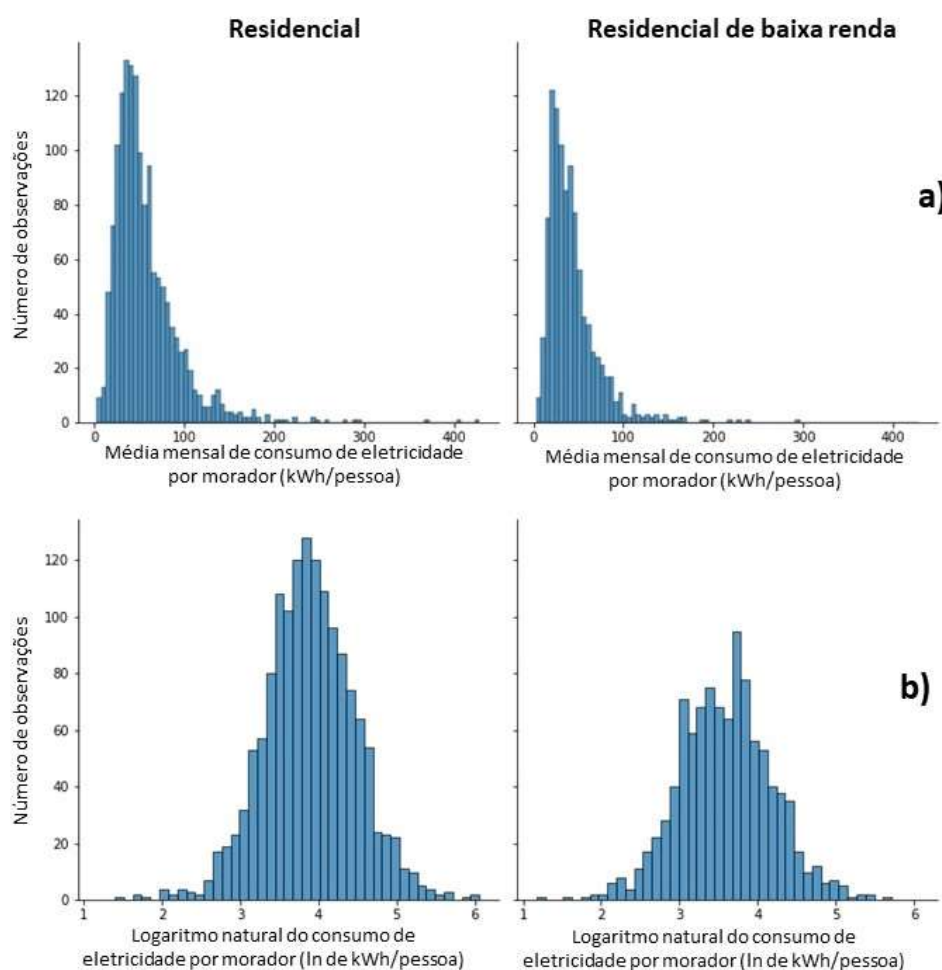 Residencial
Residencial de baixa renda
Número de observações
120
100
80
60
40
20
0
0 100 200 300 400
0 100 200 300 400
Média mensal de consumo de eletricidade
por morador (kWh/pessoa)
Média mensal de consumo de eletricidade
por morador (kWh/pessoa)
a)
Número de observações
120
100
80
60
40
20
0
1 2 3 4 5 6
1 2 3 4 5 6
Logaritmo natural do consumo de
eletricidade por morador (ln de kWh/pessoa)
Logaritmo natural do consumo de
eletricidade por morador (ln de kWh/pessoa)
b)